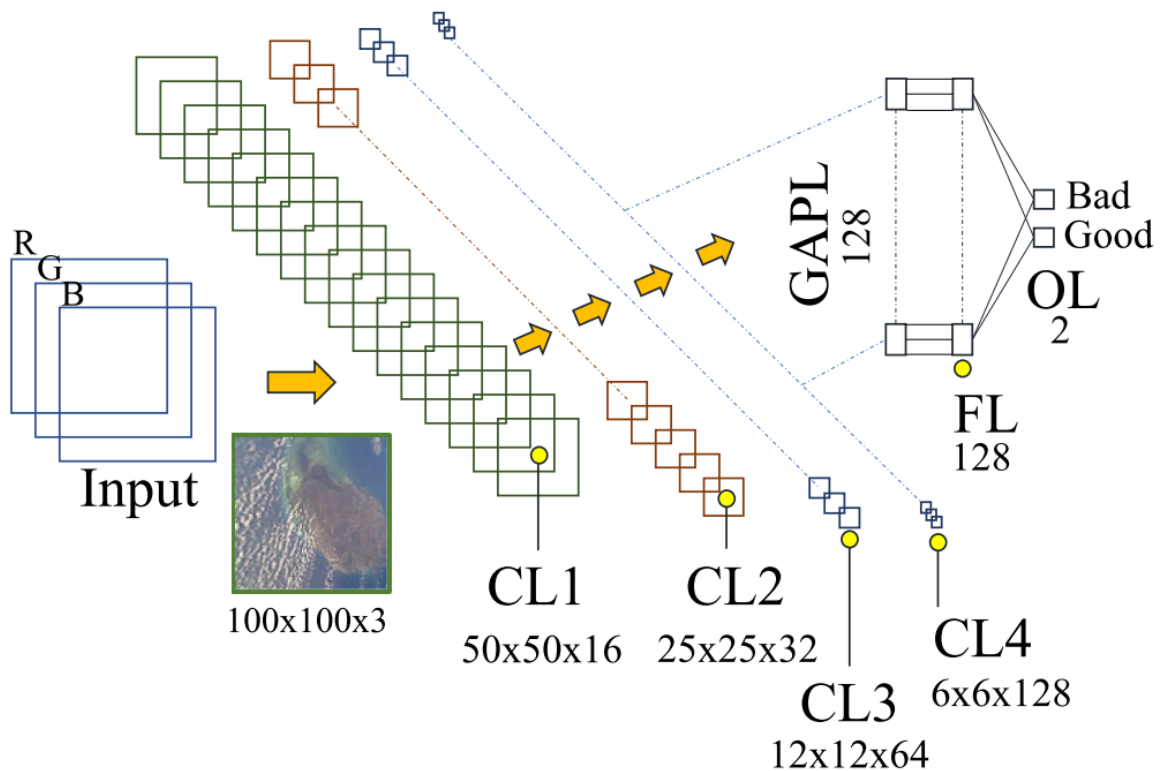 R
G
B
Input
100x100x3
CL1
50x50x16
CL2
25x25x32
CL3
12x12x64
CL4
6x6x128
GAPL
128
FL
128
Bad
Good
OL
2